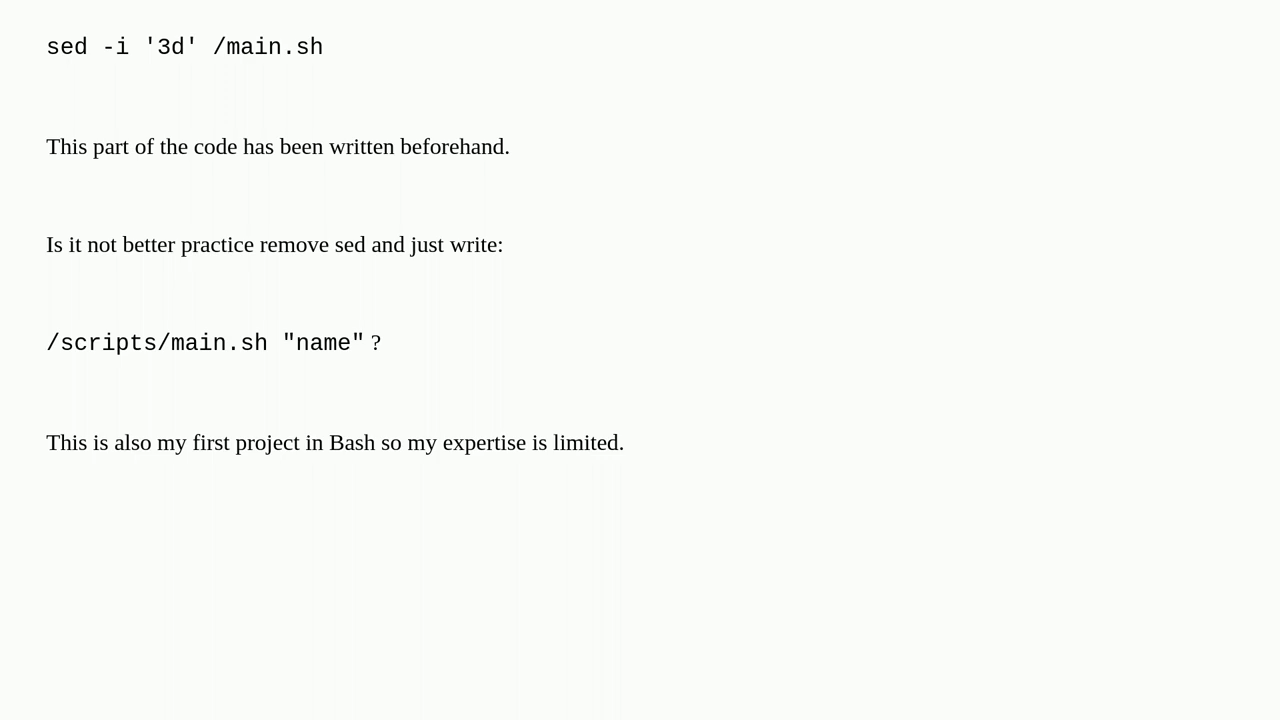 sed -i '3d' /main.sh
This part of the code has been written beforehand.
Is it not better practice remove sed and just write:
/scripts/main.sh "name" ?
This is also my first project in Bash so my expertise is limited.